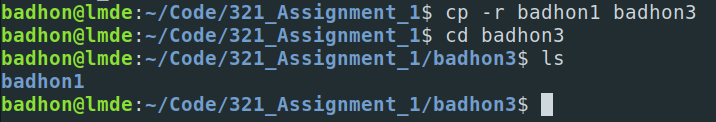 badhon@lmde:~/Code/321_Assignment_1$ cp -r badhon1 badhon3
badhon@lmde:~/Code/321_Assignment_1$ cd badhon3
badhon@lmde:~/Code/321_Assignment_1/badhon3$ ls
badhon1
badhon@lmde:~/Code/321_Assignment_1/badhon3$